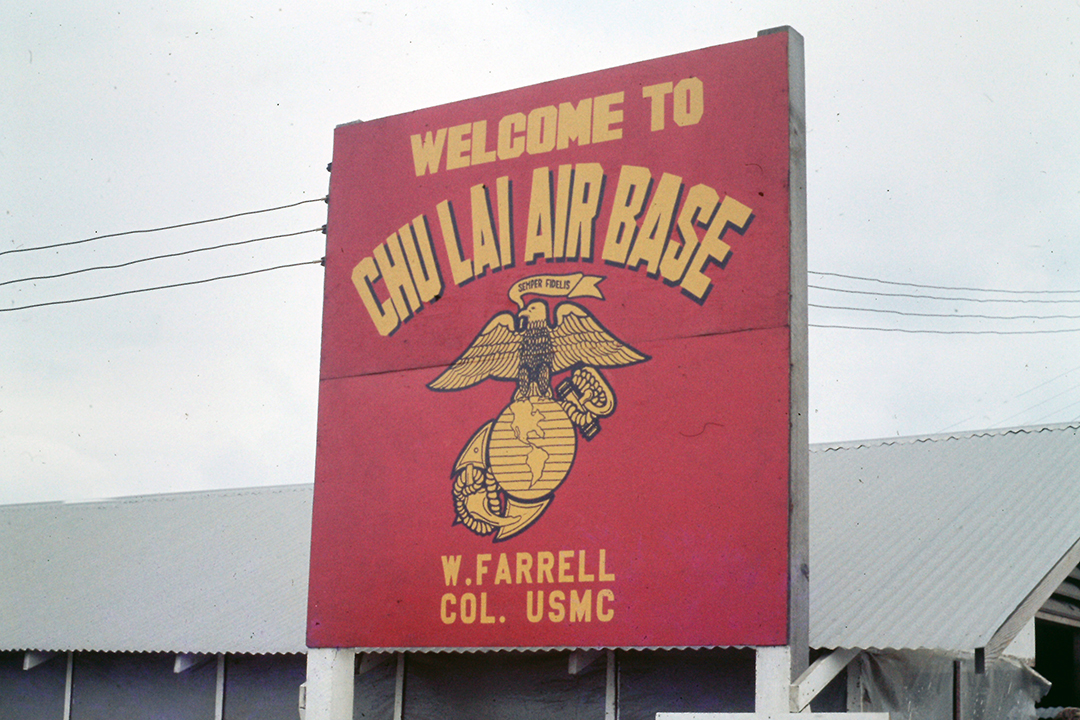 WELCOME TO
CHU LAI AIR BASE
SEMPER FIDELIS
W.FARRELL
COL. USMC